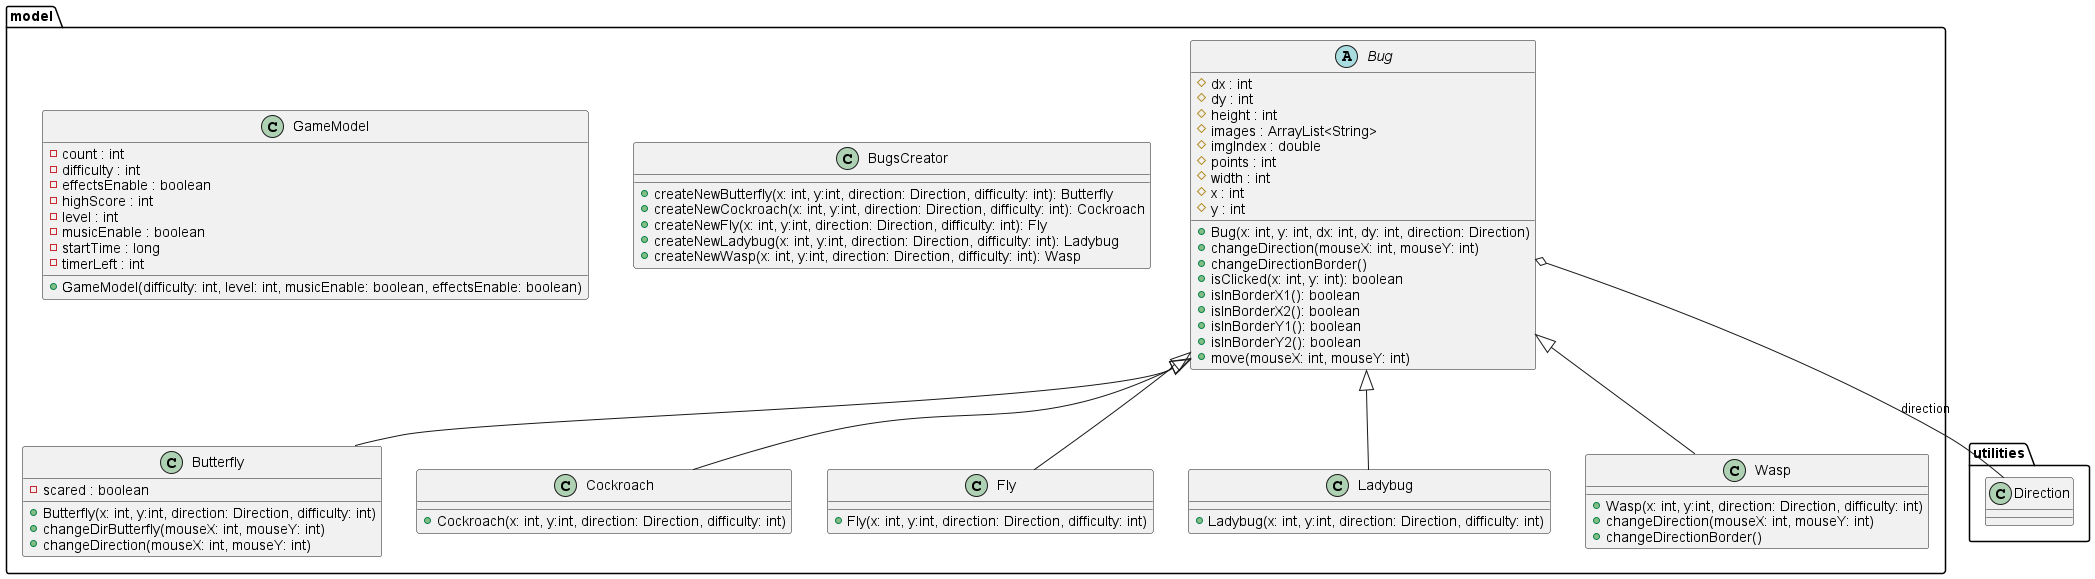 model
A Bug
dx : int
dy : int
height : int
images : ArrayList<String>
imgIndex : double
points : int
width : int
x : int
y : int
Bug(x: int, y: int, dx: int, dy: int, direction: Direction)
changeDirection(mouseX: int, mouseY: int)
changeDirectionBorder()
isClicked(x: int, y: int): boolean
isInBorderX1(): boolean
isInBorderX2(): boolean
isInBorderY1(): boolean
isInBorderY2(): boolean
move(mouseX: int, mouseY: int)
C GameModel
count : int
difficulty : int
effectsEnable : boolean
highScore : int
level : int
musicEnable : boolean
startTime : long
timerLeft : int
GameModel(difficulty: int, level: int, musicEnable: boolean, effectsEnable: boolean)
C BugsCreator
createNewButterfly(x: int, y:int, direction: Direction, difficulty: int): Butterfly
createNewCockroach(x: int, y:int, direction: Direction, difficulty: int): Cockroach
createNewFly(x: int, y:int, direction: Direction, difficulty: int): Fly
createNewLadybug(x: int, y:int, direction: Direction, difficulty: int): Ladybug
createNewWasp(x: int, y:int, direction: Direction, difficulty: int): Wasp
direction
C Butterfly
scared : boolean
Butterfly(x: int, y:int, direction: Direction, difficulty: int)
changeDirButterfly(mouseX: int, mouseY: int)
changeDirection(mouseX: int, mouseY: int)
C Cockroach
Cockroach(x: int, y:int, direction: Direction, difficulty: int)
C Fly
Fly(x: int, y:int, direction: Direction, difficulty: int)
C Ladybug
Ladybug(x: int, y:int, direction: Direction, difficulty: int)
C Wasp
Wasp(x: int, y:int, direction: Direction, difficulty: int)
changeDirection(mouseX: int, mouseY: int)
changeDirectionBorder()
utilities
C Direction